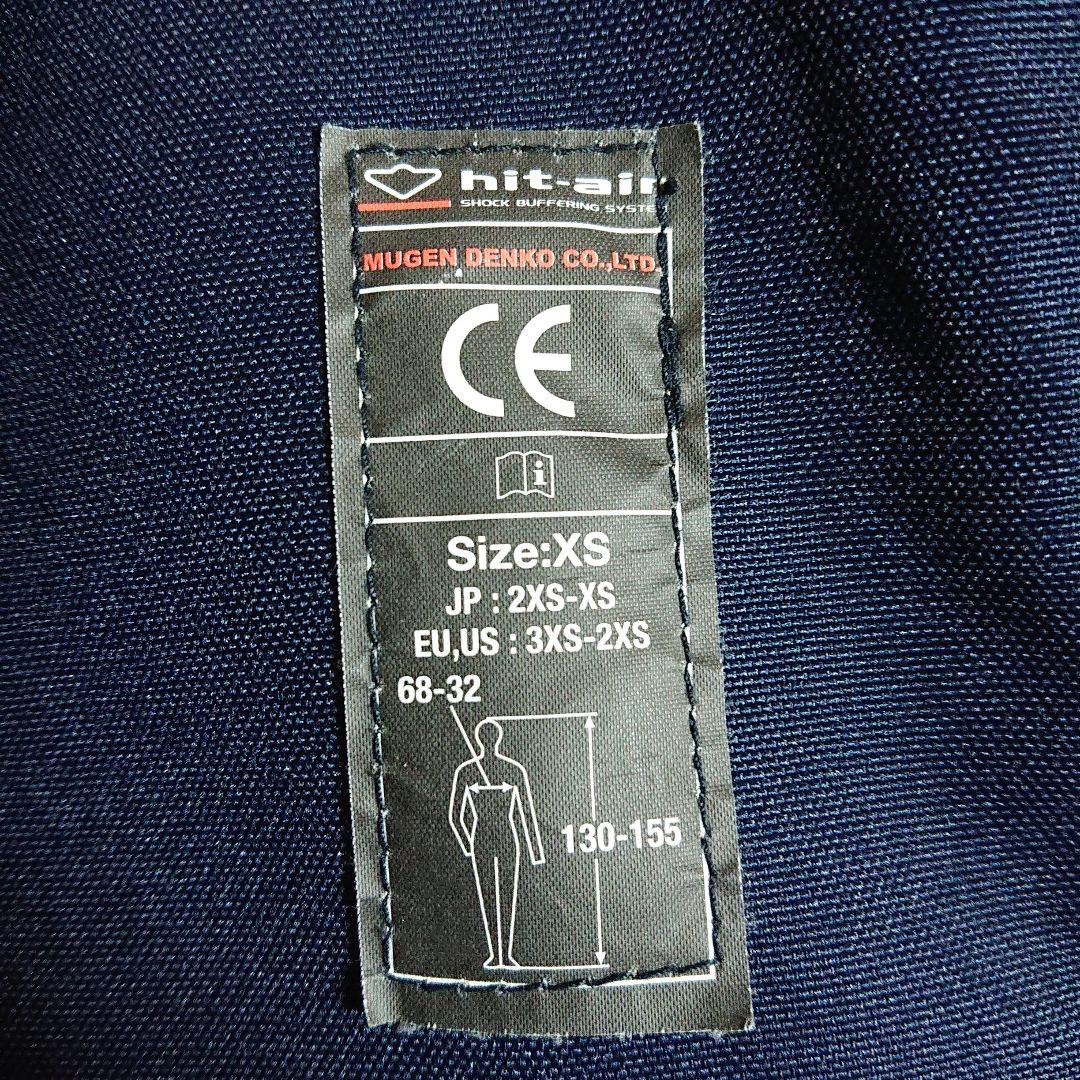 hit-air
SHOCK BUFFERING SYSTE
MUGEN DENKO CO.,LTD.
CE
i
Size:XS
JP : 2XS-XS
EU,US : 3XS-2XS
68-32
130-155